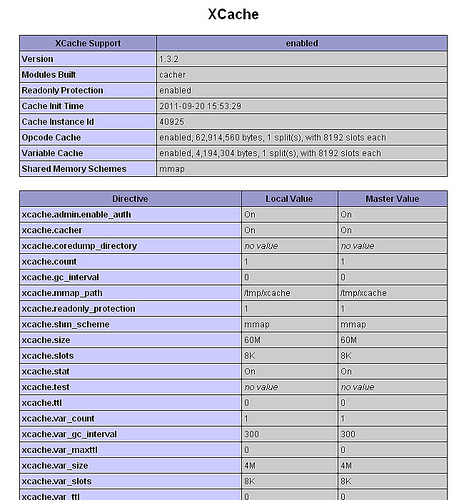 XCache
XCache Support enabled
Version 1.3.2
Modules Built cacher
Readonly Protection enabled
Cache Init Time 2011-09-20 15:53:29
Cache Instance Id 40925
Opcode Cache enabled, 62,914,560 bytes, 1 split(s), with 8192 slots each
Variable Cache enabled, 4,194,304 bytes, 1 split(s), with 8192 slots each
Shared Memory Schemes mmap
Directive Local Value Master Value
xcache.admin.enable_auth On On
xcache.cacher On On
xcache.coredump_directory no value no value
xcache.count 1 1
xcache.gc_interval 0 0
xcache.mmap_path /tmp/xcache /tmp/xcache
xcache.readonly_protection 1 1
xcache.shm_scheme mmap mmap
xcache.size 60M 60M
xcache.slots 8K 8K
xcache.stat On On
xcache.test no value no value
xcache.ttl 0 0
xcache.var_count 1 1
xcache.var_gc_interval 300 300
xcache.var_maxttl 0 0
xcache.var_size 4M 4M
xcache.var_slots 8K 8K
xcache.var_ttl 0 0